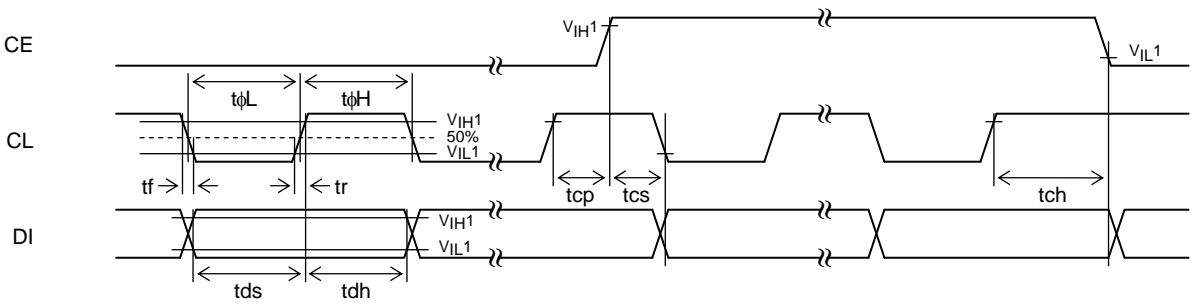 CE
VIH1
VIL1
tϕL
tϕH
CL
VIH1
50%
VIL1
tf
tr
tcp
tcs
tch
DI
VIH1
VIL1
tds
tdh